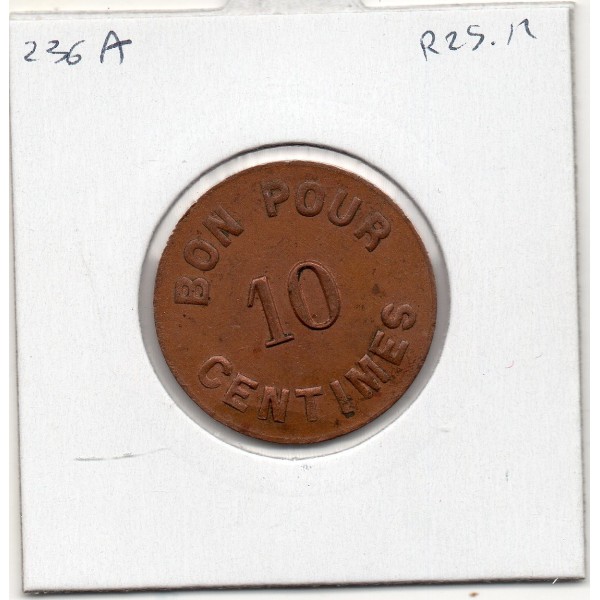 236 A
R25.12
BON POUR
10
CENTIMES